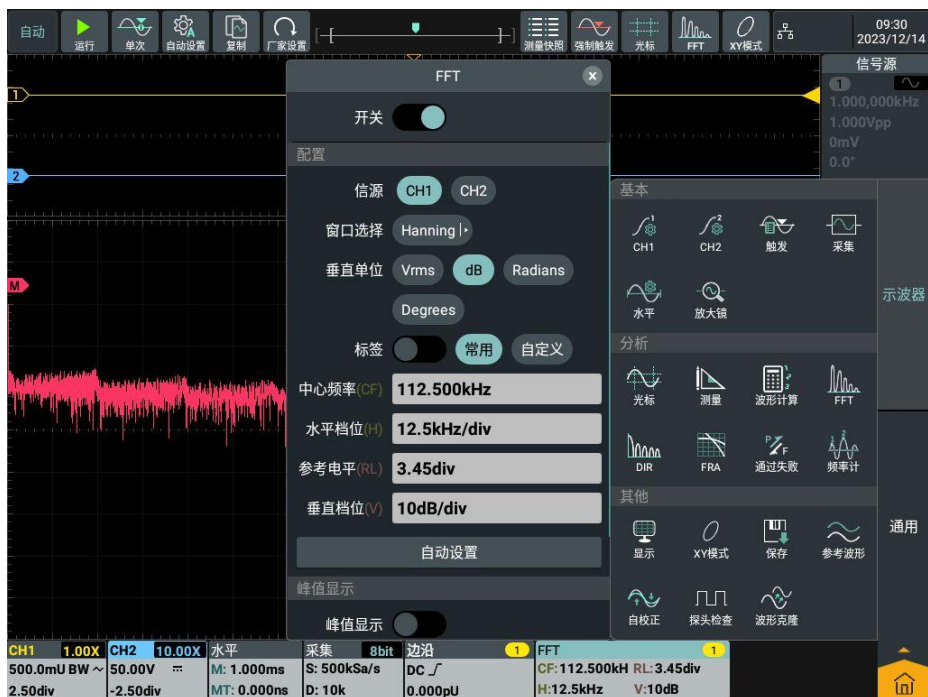 自动
运行
单次
自动设置
复制
厂家设置
测量快照
强制触发
光标
FFT
XY模式
09:30
2023/12/14
FFT
开关
配置
信源 CH1 CH2
窗口选择 Hanning
垂直单位 Vrms dB Radians
Degrees
标签 常用 自定义
中心频率(CF) 112.500kHz
水平档位(H) 12.5kHz/div
参考电平(RL) 3.45div
垂直档位(V) 10dB/div
自动设置
峰值显示
峰值显示
1
2
M
信号源
1
1.000,000kHz
1.000Vpp
0mV
0.0°
基本
CH1 CH2 触发 采集
水平 放大镜
分析
光标 测量 波形计算 FFT
DIR FRA 通过失败 频率计
其他
显示 XY模式 保存 参考波形
自校正 探头检查 波形克隆
示波器
通用
CH1 1.00X CH2 10.00X 水平 采集 8bit 边沿 1 FFT 1
500.0mU BW 50.00V M: 1.000ms S: 500kSa/s DC CF:112.500kH RL:3.45div
2.50div -2.50div MT: 0.000ns D: 10k 0.000pU H:12.5kHz V:10dB